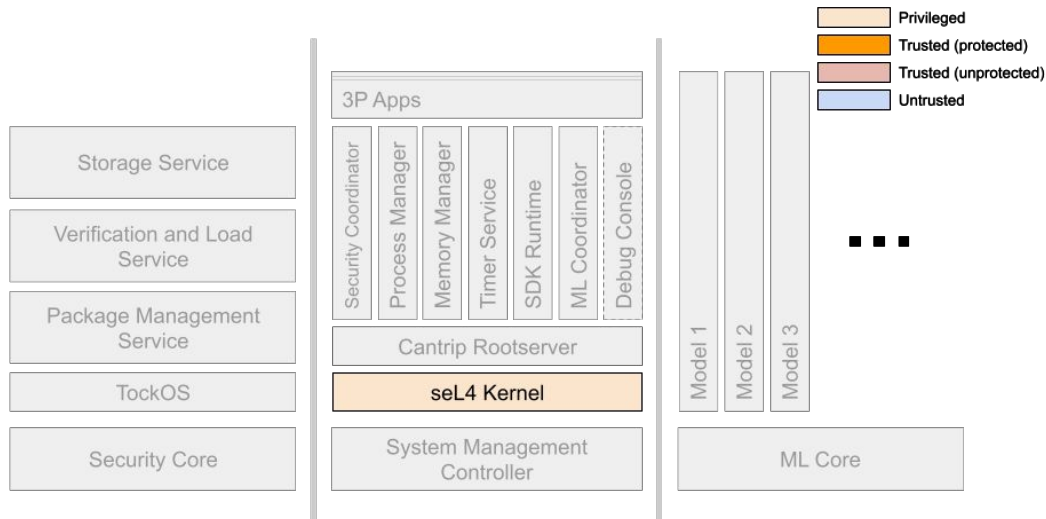 Privileged
Trusted (protected)
Trusted (unprotected)
Untrusted
Storage Service
Verification and Load
Service
Package Management
Service
TockOS
Security Core
3P Apps
Security Coordinator
Process Manager
Memory Manager
Timer Service
SDK Runtime
ML Coordinator
Debug Console
Cantrip Rootserver
seL4 Kernel
System Management
Controller
Model 1
Model 2
Model 3
ML Core